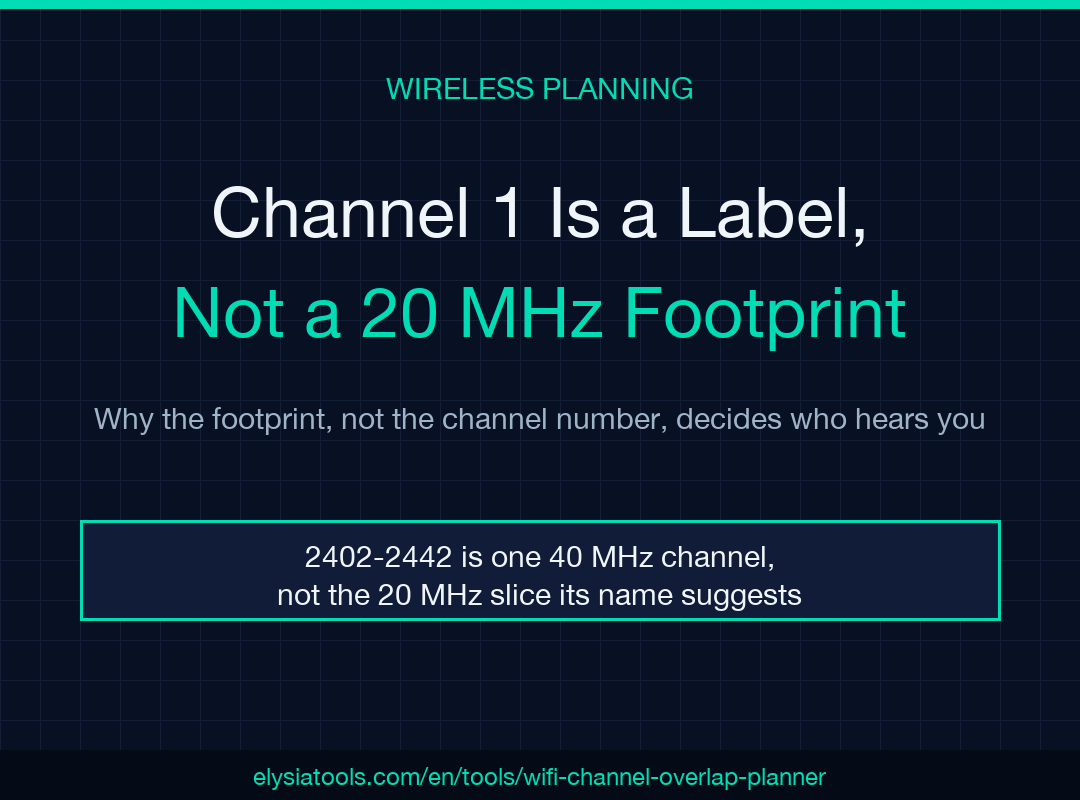 WIRELESS PLANNING
Channel 1 Is a Label,
Not a 20 MHz Footprint
Why the footprint, not the channel number, decides who hears you
2402-2442 is one 40 MHz channel,
not the 20 MHz slice its name suggests
elysiatools.com/en/tools/wifi-channel-overlap-planner